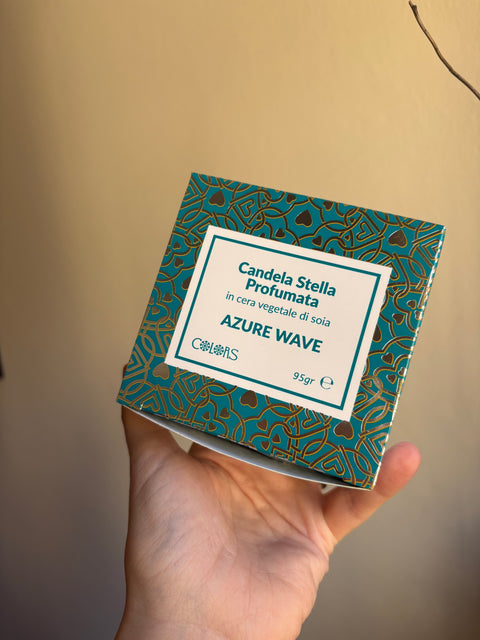 Candela Stella
Profumata
in cera vegetale di soia
AZURE WAVE
COLORS
95gr ℮